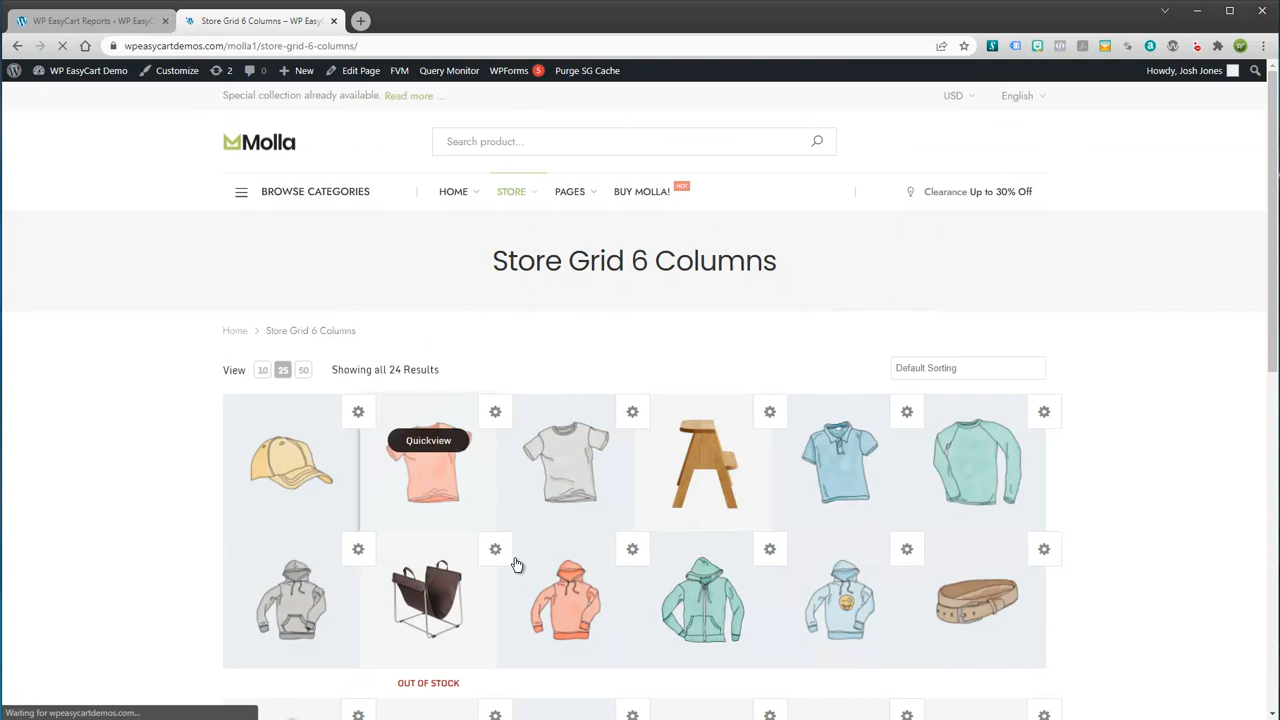 WP EasyCart Reports ‹ WP EasyC
Store Grid 6 Columns – WP EasyC
wpeasycartdemos.com/molla1/store-grid-6-columns/
WP EasyCart Demo
Customize
2
0
New
Edit Page
FVM
Query Monitor
WPForms 5
Purge SG Cache
Howdy, Josh Jones
Special collection already available. Read more ...
USD
English
Molla
Search product...
BROWSE CATEGORIES
HOME
STORE
PAGES
BUY MOLLA!
HOT
Clearance Up to 30% Off
Store Grid 6 Columns
Home > Store Grid 6 Columns
View 10 25 50 Showing all 24 Results
Default Sorting
Quickview
OUT OF STOCK
Waiting for wpeasycartdemos.com...